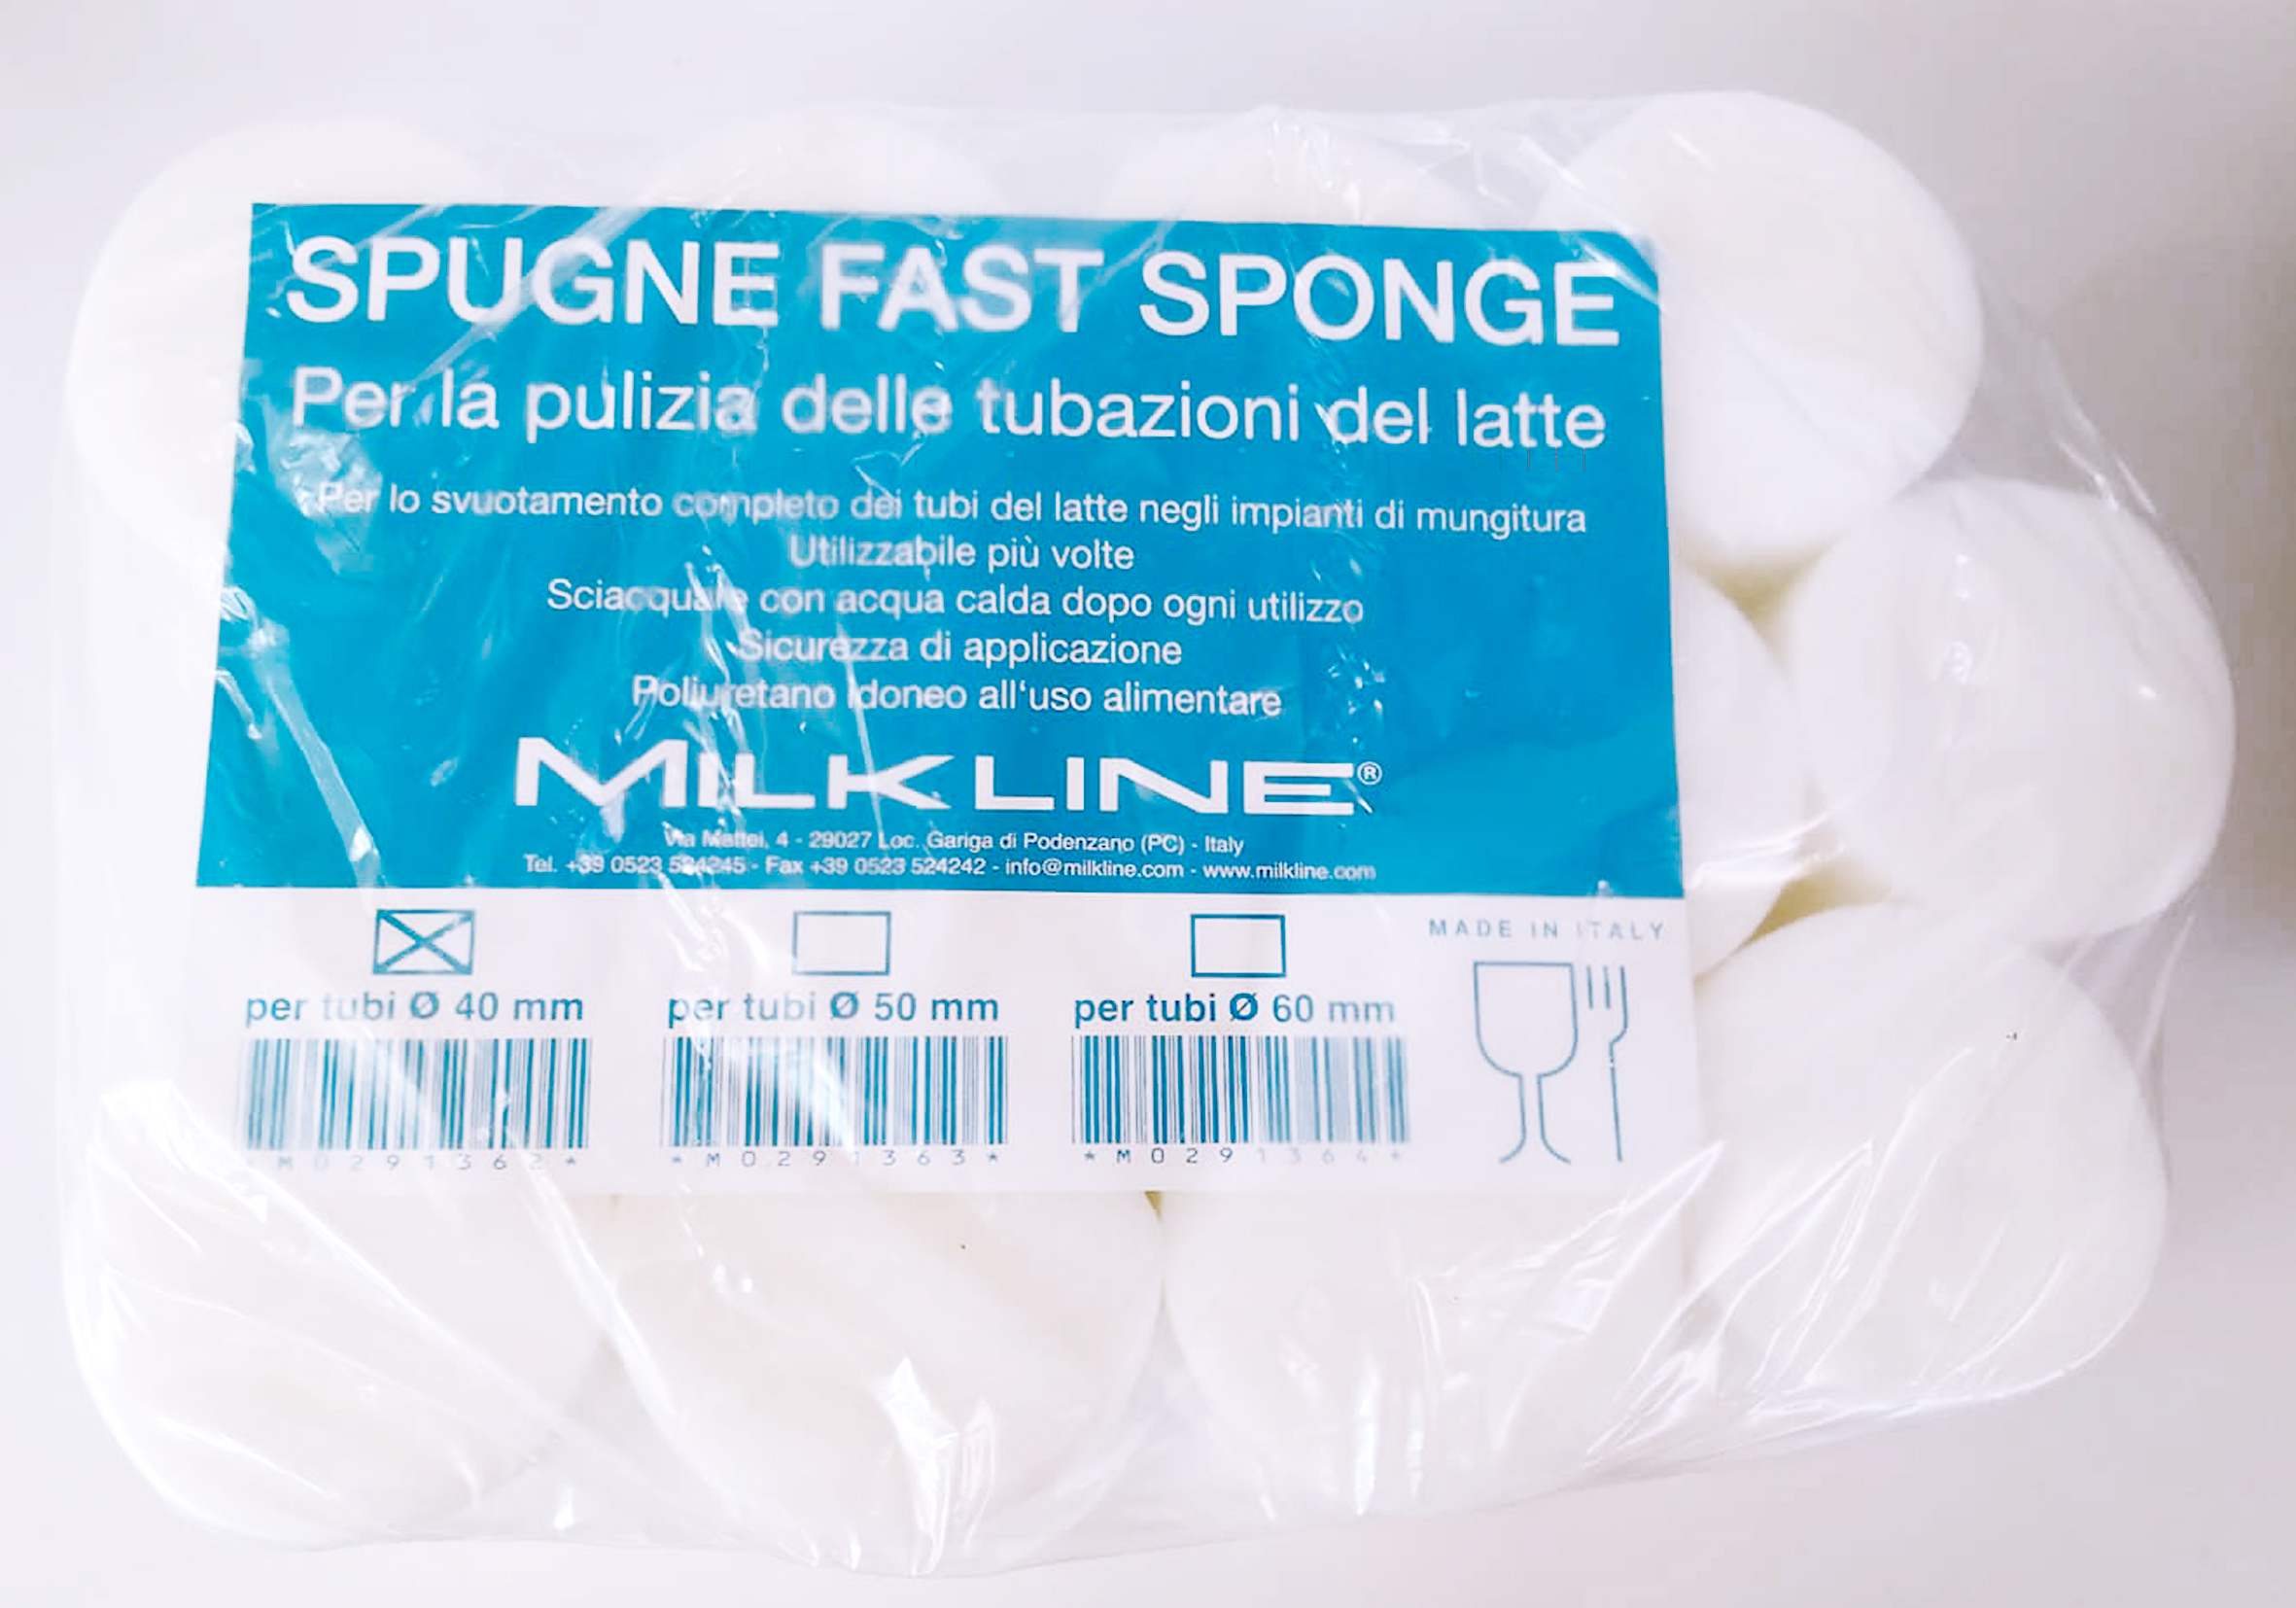 SPUGNE FAST SPONGE
Per la pulizia delle tubazioni del latte
Per lo svuotamento completo dei tubi del latte negli impianti di mungitura
Utilizzabile più volte
Sciacquare con acqua calda dopo ogni utilizzo
Sicurezza di applicazione
Poliuretano idoneo all'uso alimentare
MILKLINE®
Via Mattei, 4 - 29027 Loc. Gariga di Podenzano (PC) - Italy
Tel. +39 0523 524245 - Fax +39 0523 524242 - info@milkline.com - www.milkline.com
MADE IN ITALY
per tubi Ø 40 mm per tubi Ø 50 mm per tubi Ø 60 mm
*M0291362* *M0291363* *M0291364*